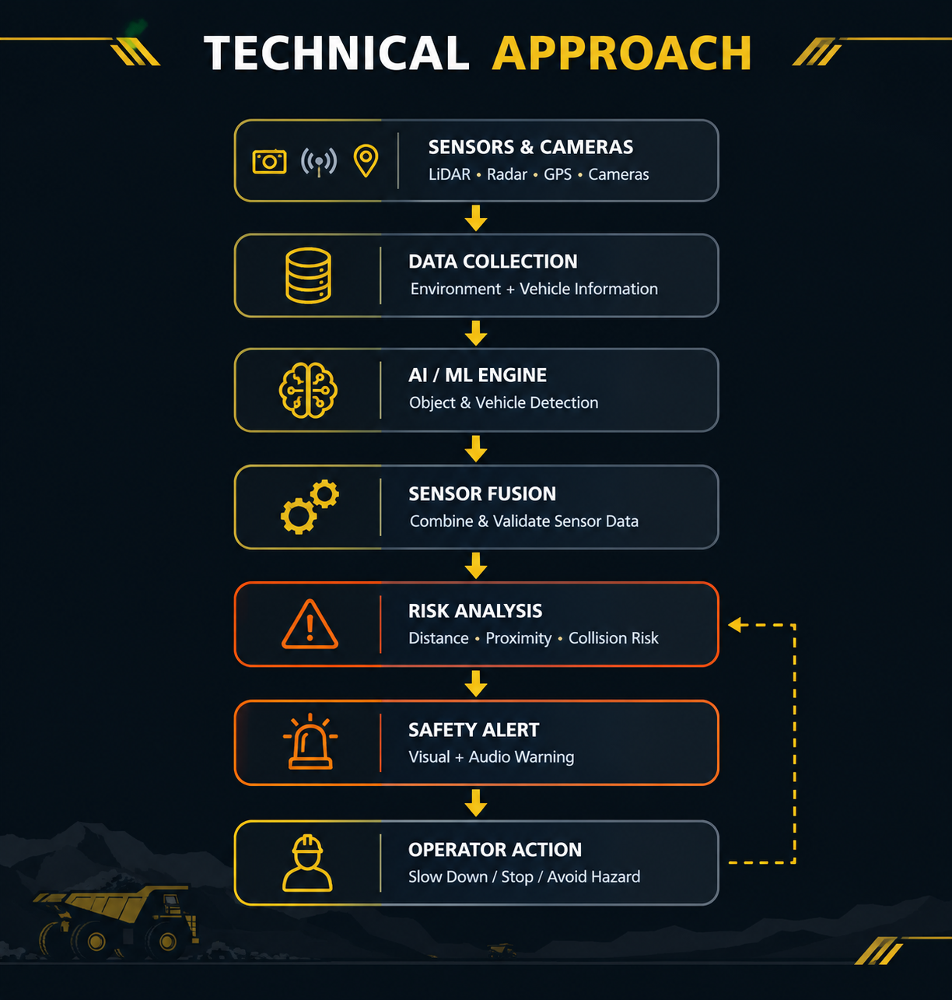 TECHNICAL APPROACH
SENSORS & CAMERAS
LiDAR • Radar • GPS • Cameras
DATA COLLECTION
Environment + Vehicle Information
AI / ML ENGINE
Object & Vehicle Detection
SENSOR FUSION
Combine & Validate Sensor Data
RISK ANALYSIS
Distance • Proximity • Collision Risk
SAFETY ALERT
Visual + Audio Warning
OPERATOR ACTION
Slow Down / Stop / Avoid Hazard